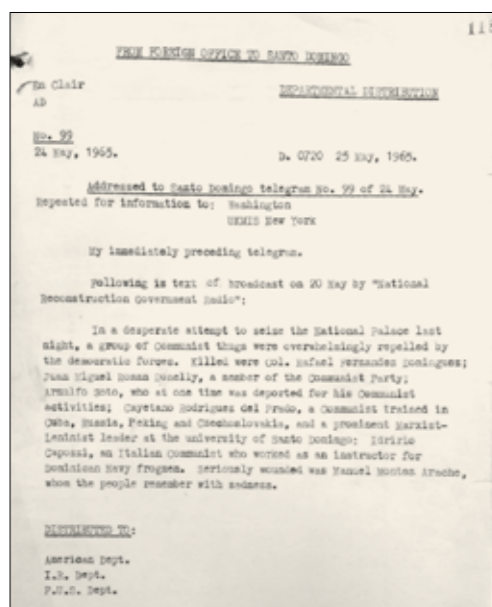 118
FROM FOREIGN OFFICE TO SANTO DOMINGO
En Clair
DEPARTMENTAL DISTRIBUTION
AD
No. 99
24 May, 1965.
D. 0720 25 May, 1965.
Addressed to Santo Domingo telegram No. 99 of 24 May.
Repeated for information to: Washington
UKMIS New York
My immediately preceding telegram.
Following is text of broadcast on 20 May by "National
Reconstruction Government Radio":
In a desperate attempt to seize the National Palace last
night, a group of Communist thugs were overwhelmingly repelled by
the democratic forces. Killed were Col. Rafael Fernandez Domingues;
Juan Miguel Roman Donelly, a member of the Communist Party;
Arnulfo Soto, who at one time was deported for his Communist
activities; Cayetano Rodrigues del Prado, a Communist trained in
Cuba, Russia, Peking and Czechoslovakia, and a prominent Marxist-
Leninist leader at the university of Santo Domingo; Idririo
Capossi, an Italian Communist who worked as an instructor for
Dominican Navy frogmen. Seriously wounded was Manuel Montes Arache,
whom the people remember with sadness.
DISTRIBUTED TO:
American Dept.
I.R. Dept.
P.U.S. Dept.